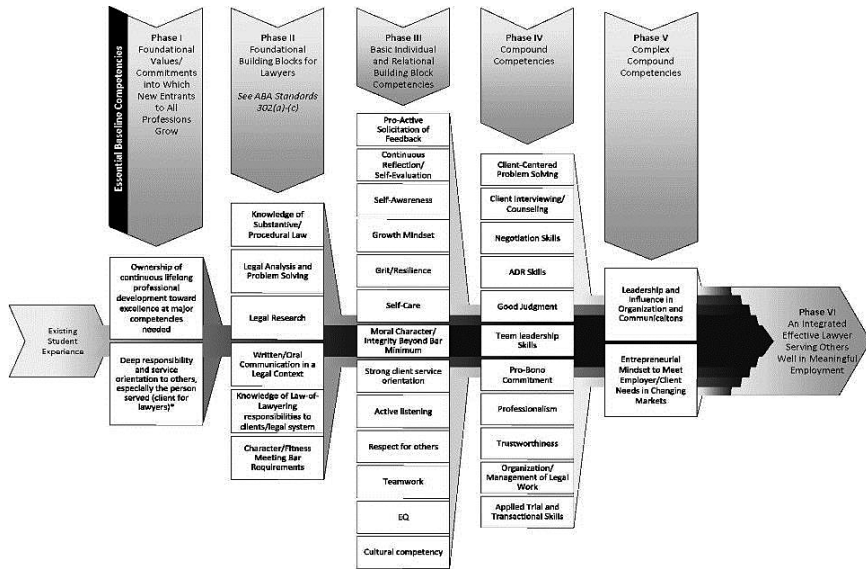 Essential Baseline Competencies
Phase I
Foundational
Values/
Commitments
into Which
New Entrants
to All
Professions
Grow
Phase II
Foundational
Building Blocks for
Lawyers
See ABA Standards
302(a)-(c)
Phase III
Basic Individual
and Relational
Building Block
Competencies
Phase IV
Compound
Competencies
Phase V
Complex
Compound
Competencies
Existing
Student
Experience
Ownership of
continuous lifelong
professional
development toward
excellence at major
competencies
needed
Deep responsibility
and service
orientation to others,
especially the person
served (client for
lawyers)*
Knowledge of
Substantive/
Procedural Law
Legal Analysis and
Problem Solving
Legal Research
Written/Oral
Communication in a
Legal Context
Knowledge of Law-of-
Lawyering
responsibilities to
clients/legal system
Character/Fitness
Meeting Bar
Requirements
Pro-Active
Solicitation of
Feedback
Continuous
Reflection/
Self-Evaluation
Self-Awareness
Growth Mindset
Grit/Resilience
Self-Care
Moral Character/
Integrity Beyond Bar
Minimum
Strong client service
orientation
Active listening
Respect for others
Teamwork
EQ
Cultural competency
Client-Centered
Problem Solving
Client Interviewing/
Counseling
Negotiation Skills
ADR Skills
Good Judgment
Team leadership
Skills
Pro-Bono
Commitment
Professionalism
Trustworthiness
Organization/
Management of Legal
Work
Applied Trial and
Transactional Skills
Leadership and
Influence in
Organization and
Communicaitons
Entrepreneurial
Mindset to Meet
Employer/Client
Needs in Changing
Markets
Phase VI
An Integrated
Effective Lawyer
Serving Others
Well in Meaningful
Employment